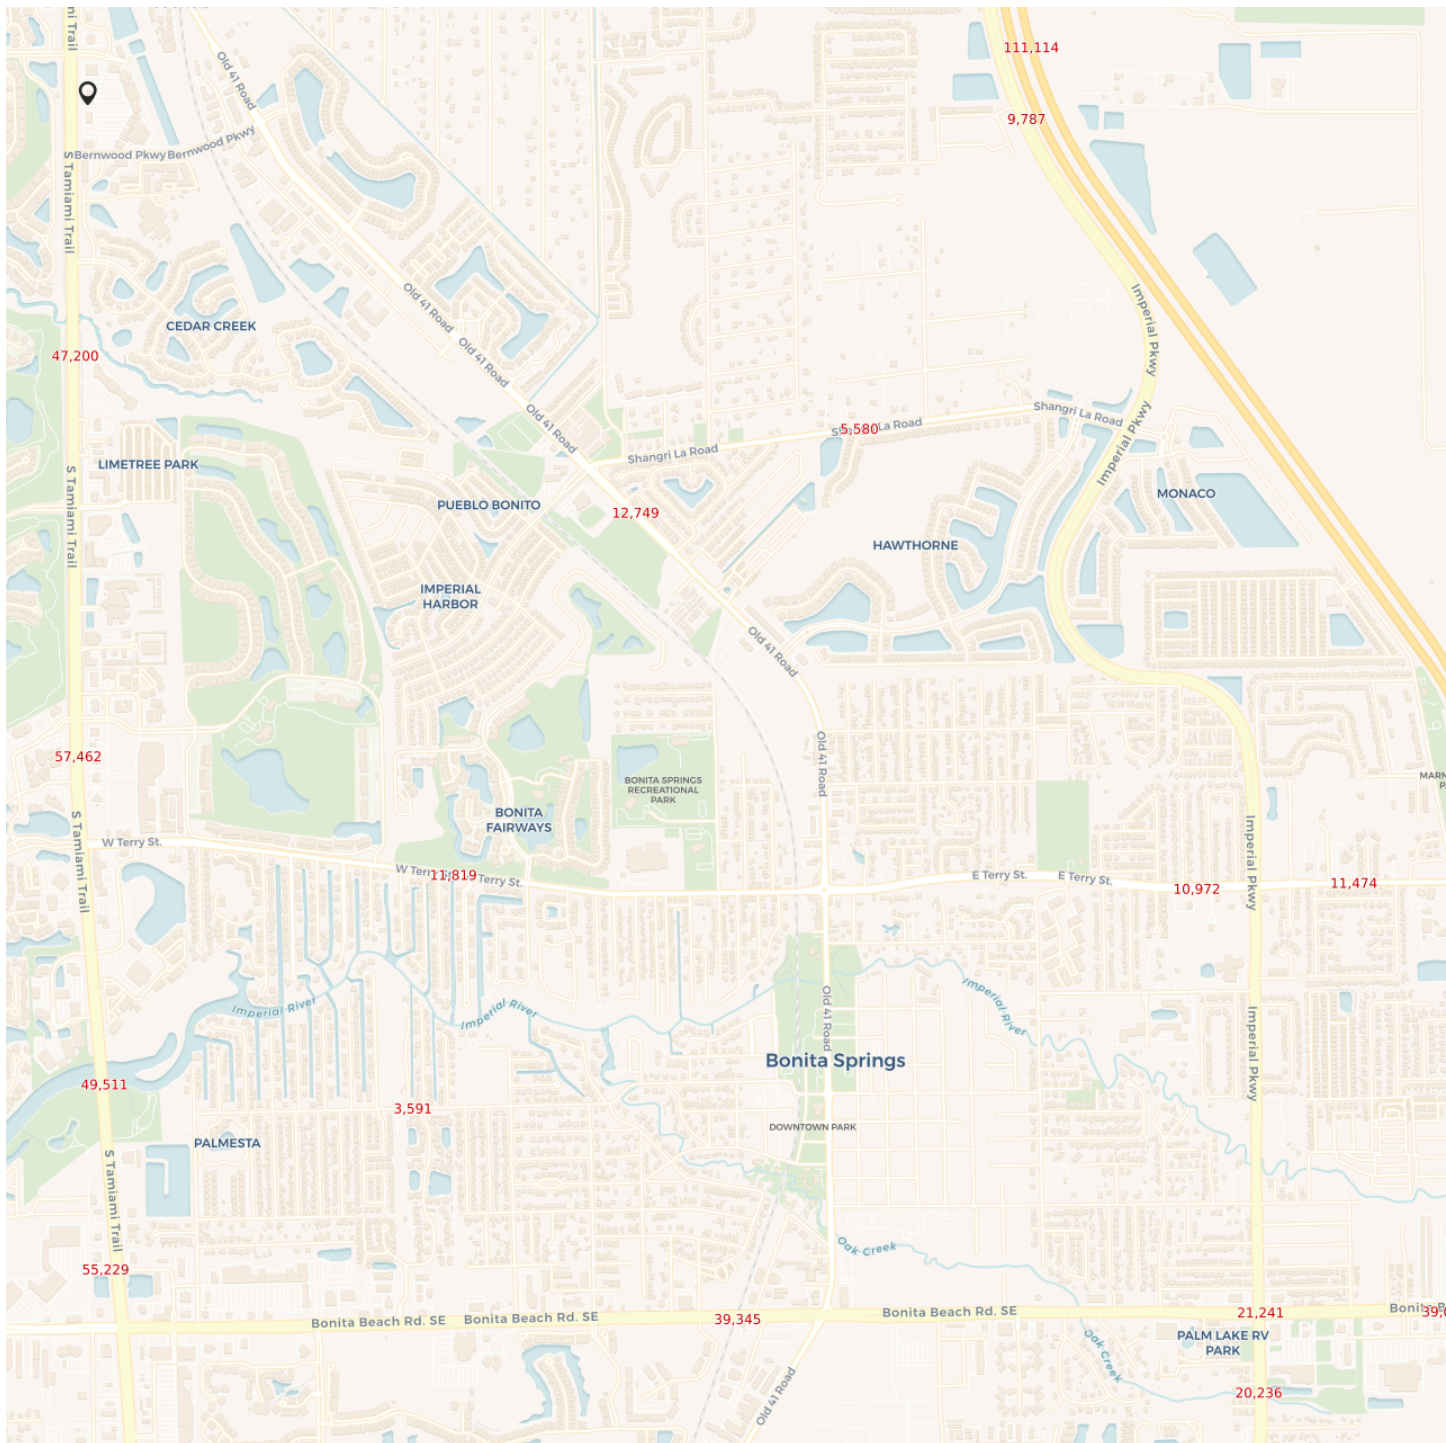 ni Trail
Old 41 Road
111,114
9,787
Bernwood Pkwy
Bernwood Pkwy
S Tamiami Trail
Old 41 Road
Imperial Pkwy
CEDAR CREEK
47,200
Old 41 Road
Old 41 Road
Shangri La Road
5,580
La Road
Shangri La Road
Imperial Pkwy
LIMETREE PARK
S Tamiami Trail
PUEBLO BONITO
12,749
MONACO
HAWTHORNE
IMPERIAL
HARBOR
Old 41 Road
57,462
Old 41 Road
BONITA SPRINGS
RECREATIONAL
PARK
MARN
BONITA
FAIRWAYS
S Tamiami Trail
W Terry St.
Imperial Pkwy
W Terr
11,819
Terry St.
E Terry St.
E Terry St.
10,972
11,474
Imperial River
Imperial River
Old 41 Road
Imperial River
Imperial Pkwy
Bonita Springs
49,511
3,591
DOWNTOWN PARK
PALMESTA
S Tamiami Trail
Oak Creek
55,229
Bonita Beach Rd. SE
Bonita Beach Rd. SE
39,345
Bonita Beach Rd. SE
21,241
Bonita
39,
PALM LAKE RV
PARK
Oak Creek
20,236
Old 41 Road